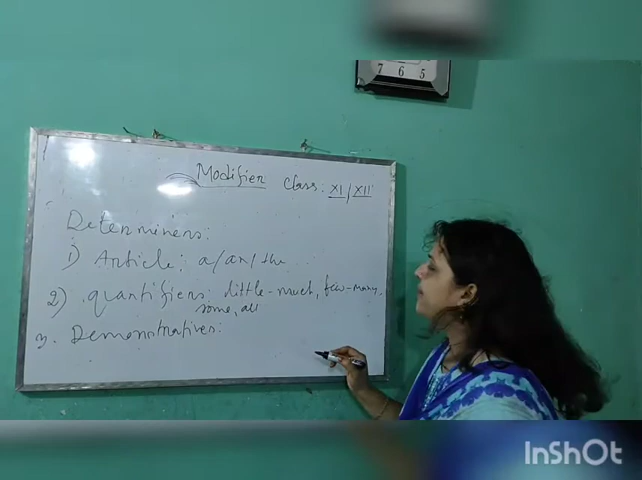 7 6 5
Modifier Class: XI/XII
Determiners:
1) Article: a/an/the
2) quantifiers: little-much, few-many,
some, all
3. Demonstratives:
InShOt